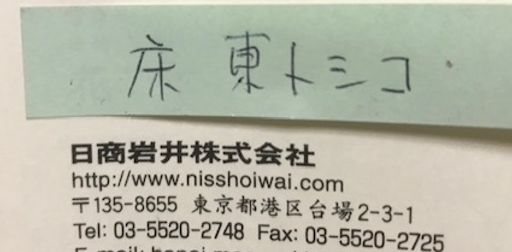 床 東トシコ
日商岩井株式会社
http://www.nisshoiwai.com
〒135-8655 東京都港区台場2-3-1
Tel: 03-5520-2748 Fax: 03-5520-2725